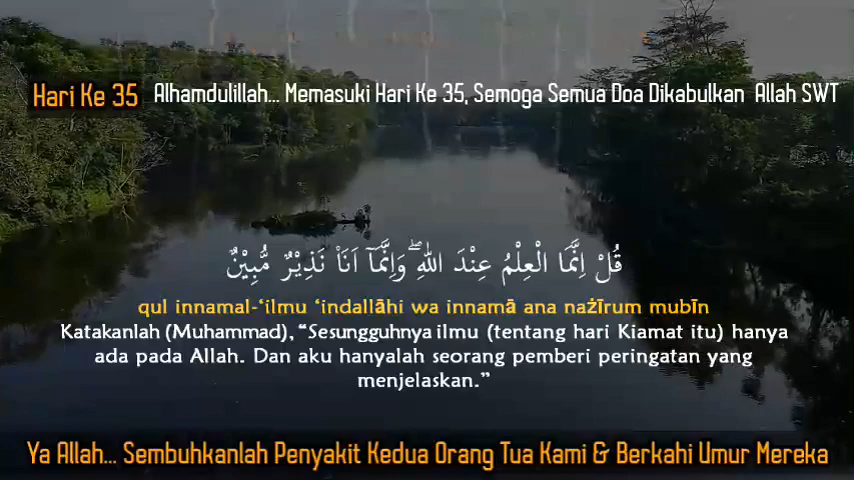 Hari Ke 35
Alhamdulillah... Memasuki Hari Ke 35, Semoga Semua Doa Dikabulkan Allah SWT
قُلْ اِنَّمَا الْعِلْمُ عِنْدَ اللّٰهِ ۖوَاِنَّمَآ اَنَا۠ نَذِيْرٌ مُّبِيْنٌ
qul innamal-‘ilmu ‘indallāhi wa innamā ana nażīrum mubīn
Katakanlah (Muhammad), “Sesungguhnya ilmu (tentang hari Kiamat itu) hanya
ada pada Allah. Dan aku hanyalah seorang pemberi peringatan yang
menjelaskan.”
Ya Allah... Sembuhkanlah Penyakit Kedua Orang Tua Kami & Berkahi Umur Mereka